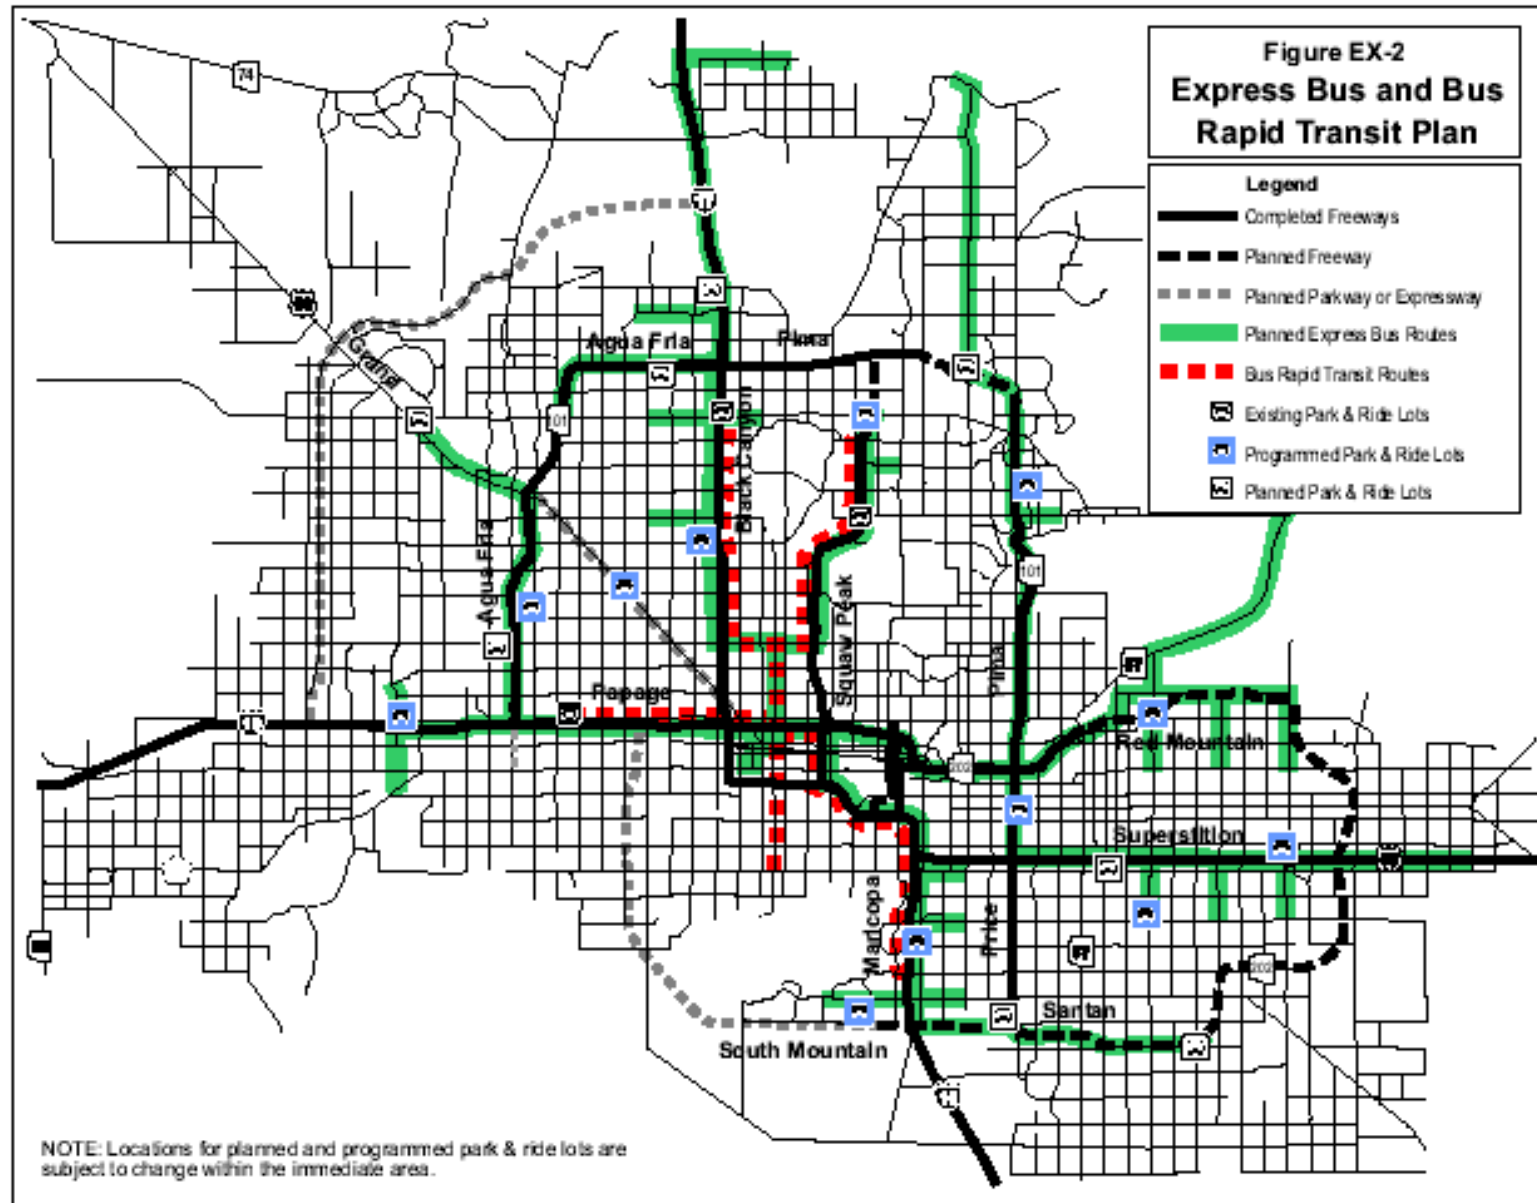 Figure EX-2
Express Bus and Bus
Rapid Transit Plan
Legend
Completed Freeways
Planned Freeway
Planned Parkway or Expressway
Planned Express Bus Routes
Bus Rapid Transit Routes
Existing Park & Ride Lots
Programmed Park & Ride Lots
Planned Park & Ride Lots
74
Grand
Agua Fria
Pima
101
Black Canyon
Agua Fria
Squaw Peak
101
Pima
Papago
Red Mountain
202
Superstition
Maricopa
Price
202
Santan
South Mountain
NOTE: Locations for planned and programmed park & ride lots are
subject to change within the immediate area.